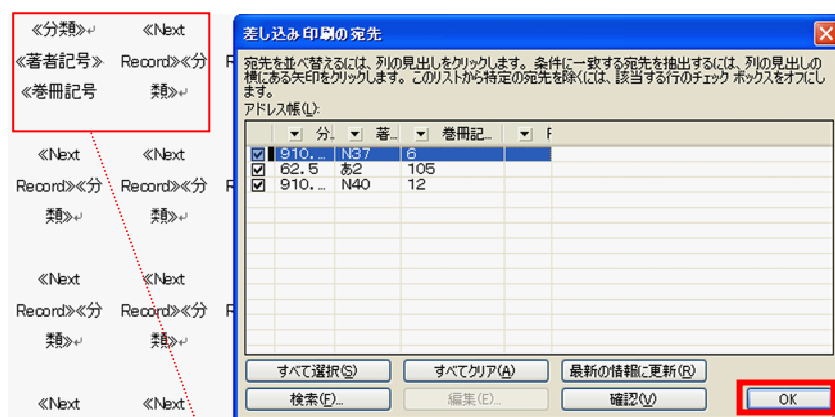 ≪分類≫↵ ≪Next
≪著者記号≫ Record≫≪分
≪巻冊記号 類≫↵
≪Next ≪Next
Record≫≪分 Record≫≪分
類≫↵ 類≫↵
≪Next ≪Next
Record≫≪分 Record≫≪分
類≫↵ 類≫↵
≪Next ≪Next
差し込み印刷の宛先
宛先を並べ替えるには、列の見出しをクリックします。条件に一致する宛先を抽出するには、列の見出しの
横にある矢印をクリックします。このリストから特定の宛先を除くには、該当する行のチェック ボックスをオフにし
ます。
アドレス帳(L):
分. 著... 巻冊記... F
910.... N37 6
62.5 あ2 105
910.... N40 12
すべて選択(S) すべてクリア(A) 最新の情報に更新(R)
検索(F)... 編集(E)... 確認(V) OK